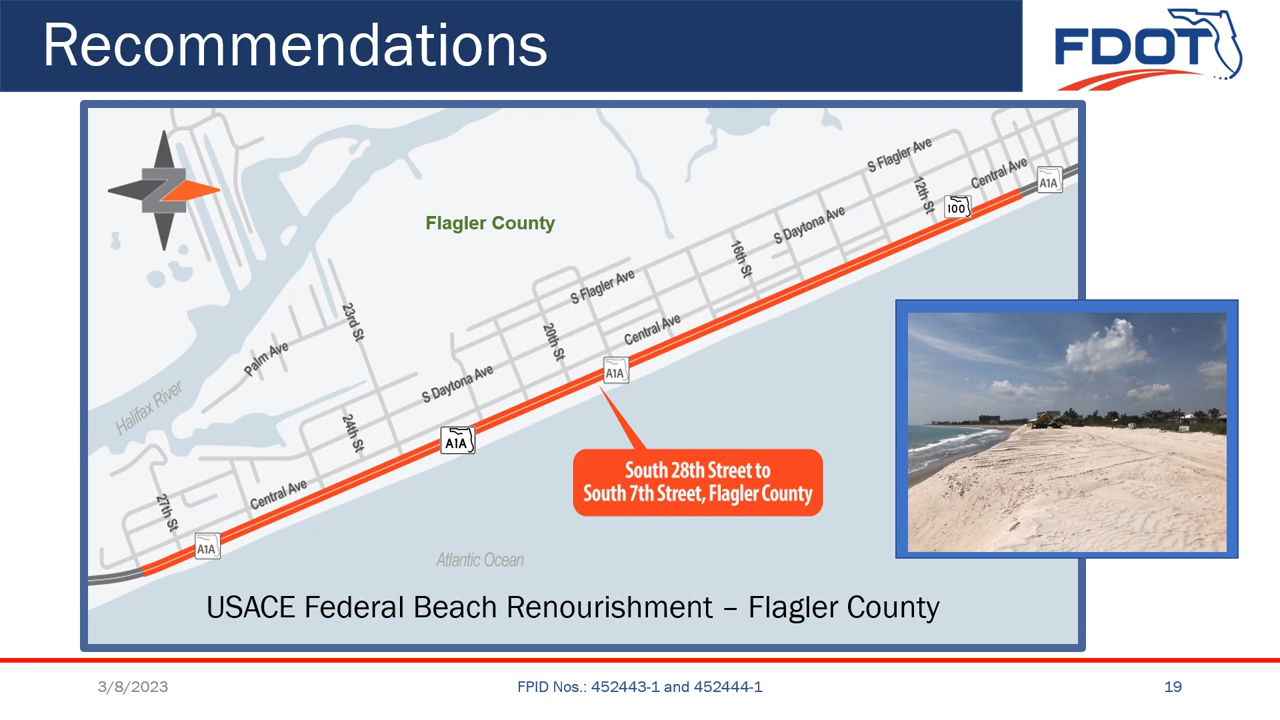 Recommendations
FDOT
S Flagler Ave
Central Ave
A1A
12th St
100
Flagler County
S Daytona Ave
16th St
S Flagler Ave
23rd St
20th St
Central Ave
Palm Ave
A1A
S Daytona Ave
Halifax River
24th St
A1A
South 28th Street to
South 7th Street, Flagler County
Central Ave
27th St
A1A
Atlantic Ocean
USACE Federal Beach Renourishment – Flagler County
3/8/2023
FPID Nos.: 452443-1 and 452444-1
19